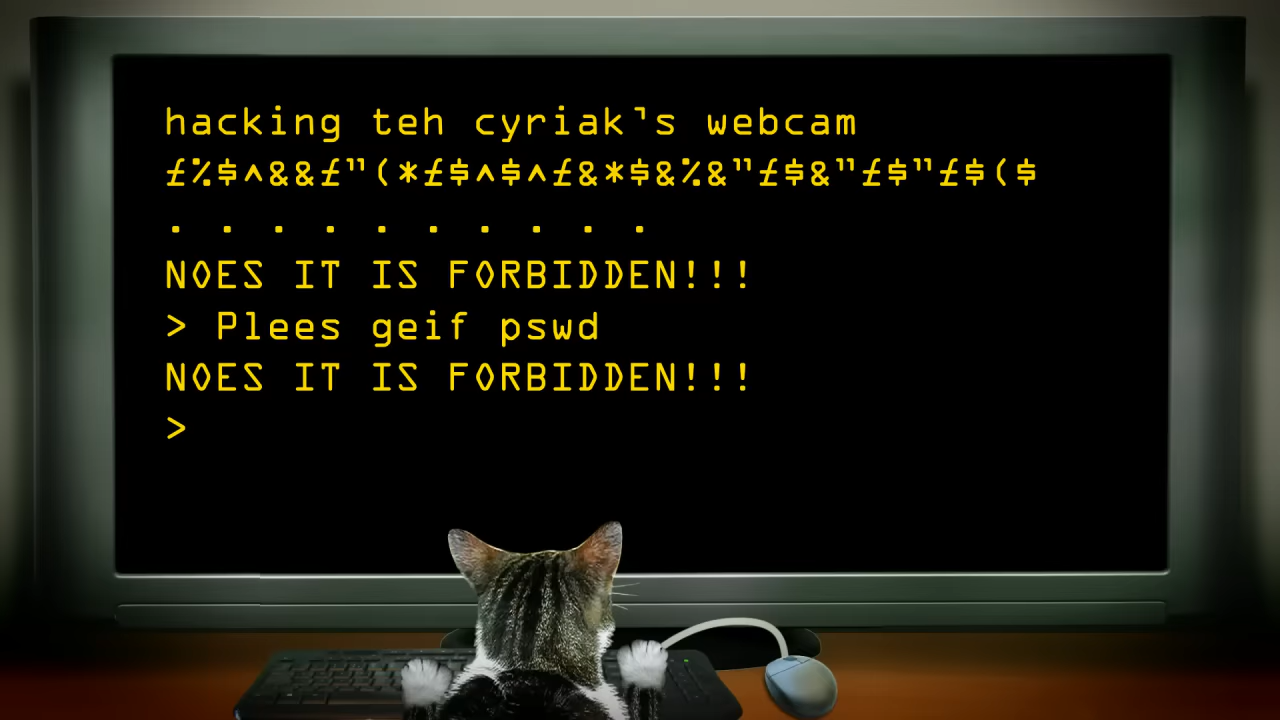 hacking teh cyriak's webcam
£%$^&&£"(*£$^$^£&*$&%&"£$&"£$"£$($
. . . . . . . . . .
NOES IT IS FORBIDDEN!!!
> Plees geif pswd
NOES IT IS FORBIDDEN!!!
>